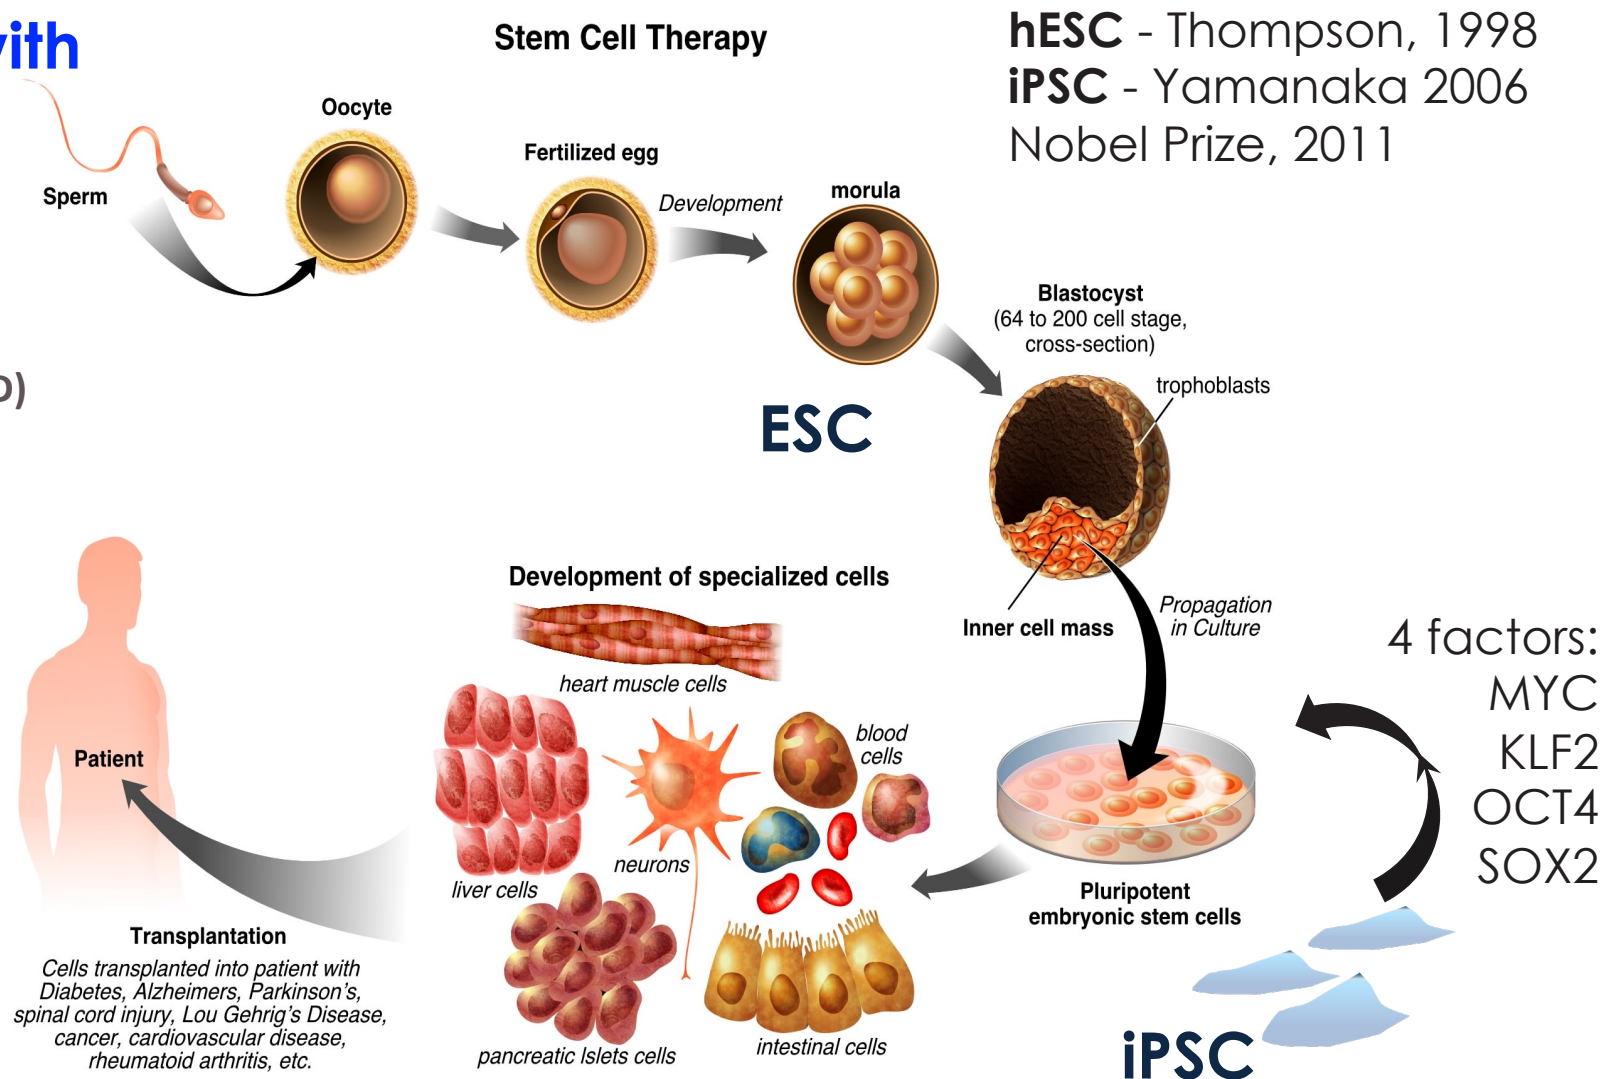 with
Stem Cell Therapy
hESC - Thompson, 1998
iPSC - Yamanaka 2006
Nobel Prize, 2011
Sperm
Oocyte
Fertilized egg
Development
morula
Blastocyst
(64 to 200 cell stage,
cross-section)
trophoblasts
D)
ESC
Inner cell mass
Propagation
in Culture
Development of specialized cells
heart muscle cells
blood
cells
neurons
liver cells
pancreatic Islets cells
intestinal cells
4 factors:
MYC
KLF2
OCT4
SOX2
Pluripotent
embryonic stem cells
iPSC
Patient
Transplantation
Cells transplanted into patient with
Diabetes, Alzheimers, Parkinson's,
spinal cord injury, Lou Gehrig's Disease,
cancer, cardiovascular disease,
rheumatoid arthritis, etc.